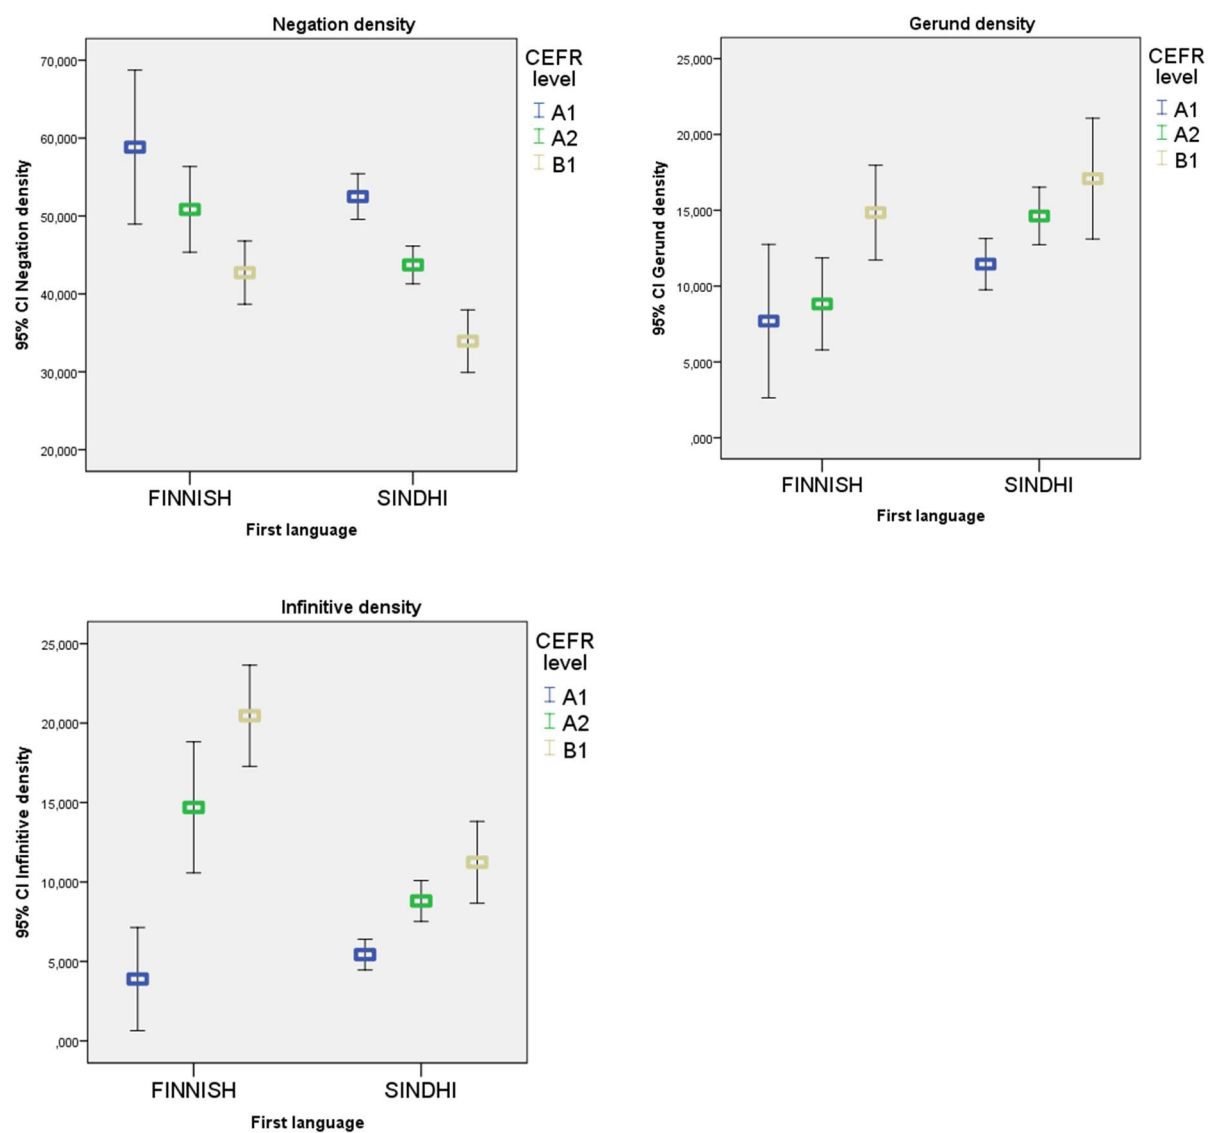 Negation density
CEFR
level
A1
A2
B1
95% CI Negation density
70,000
60,000
50,000
40,000
30,000
20,000
FINNISH
SINDHI
First language
Gerund density
CEFR
level
A1
A2
B1
95% CI Gerund density
25,000
20,000
15,000
10,000
5,000
,000
FINNISH
SINDHI
First language
Infinitive density
CEFR
level
A1
A2
B1
95% CI Infinitive density
25,000
20,000
15,000
10,000
5,000
,000
FINNISH
SINDHI
First language